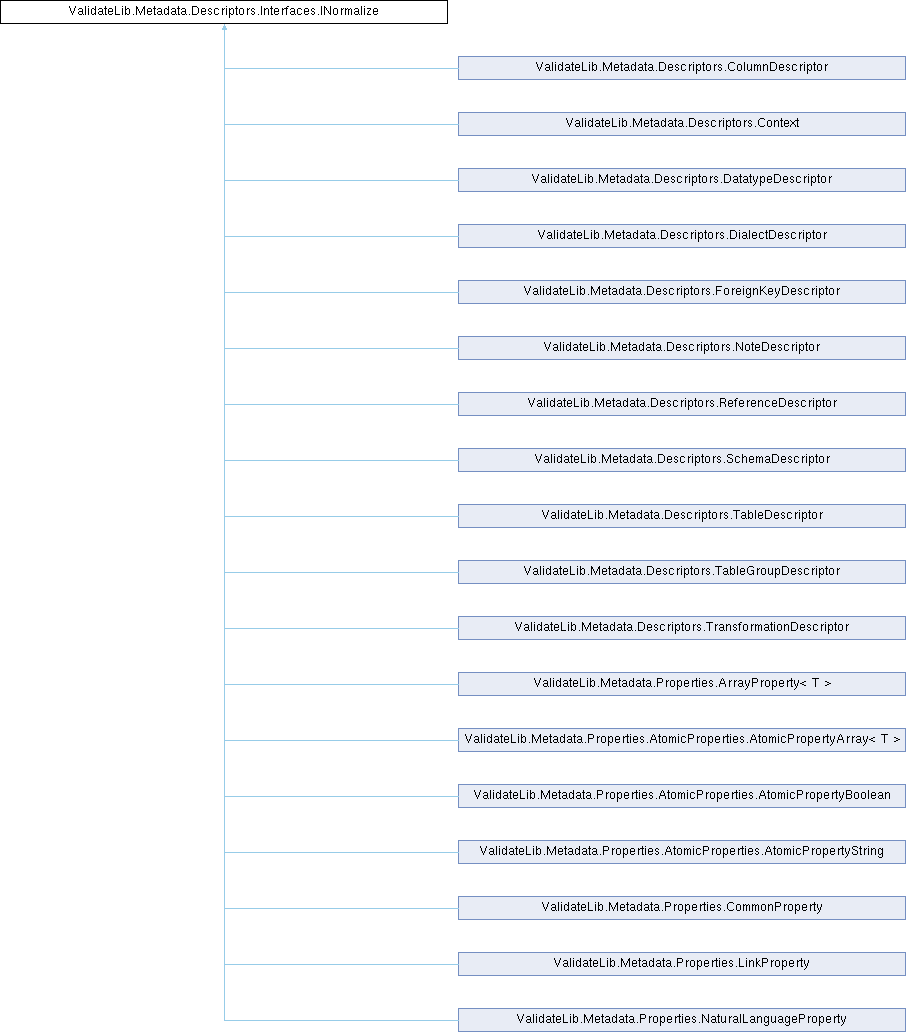 ValidateLib.Metadata.Descriptors.Interfaces.INormalize
ValidateLib.Metadata.Descriptors.ColumnDescriptor
ValidateLib.Metadata.Descriptors.Context
ValidateLib.Metadata.Descriptors.DatatypeDescriptor
ValidateLib.Metadata.Descriptors.DialectDescriptor
ValidateLib.Metadata.Descriptors.ForeignKeyDescriptor
ValidateLib.Metadata.Descriptors.NoteDescriptor
ValidateLib.Metadata.Descriptors.ReferenceDescriptor
ValidateLib.Metadata.Descriptors.SchemaDescriptor
ValidateLib.Metadata.Descriptors.TableDescriptor
ValidateLib.Metadata.Descriptors.TableGroupDescriptor
ValidateLib.Metadata.Descriptors.TransformationDescriptor
ValidateLib.Metadata.Properties.ArrayProperty< T >
ValidateLib.Metadata.Properties.AtomicProperties.AtomicPropertyArray< T >
ValidateLib.Metadata.Properties.AtomicProperties.AtomicPropertyBoolean
ValidateLib.Metadata.Properties.AtomicProperties.AtomicPropertyString
ValidateLib.Metadata.Properties.CommonProperty
ValidateLib.Metadata.Properties.LinkProperty
ValidateLib.Metadata.Properties.NaturalLanguageProperty